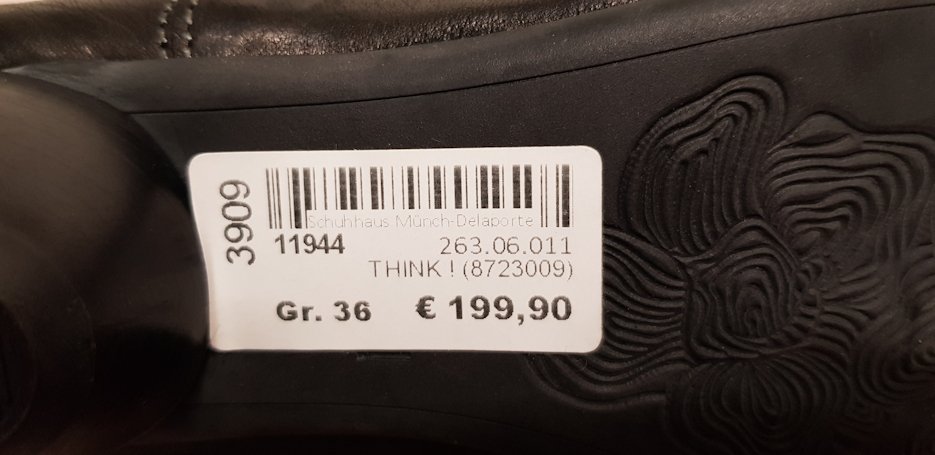 3909
Schuhhaus Münch-Delaporte
11944 263.06.011
THINK ! (8723009)
Gr. 36 € 199,90